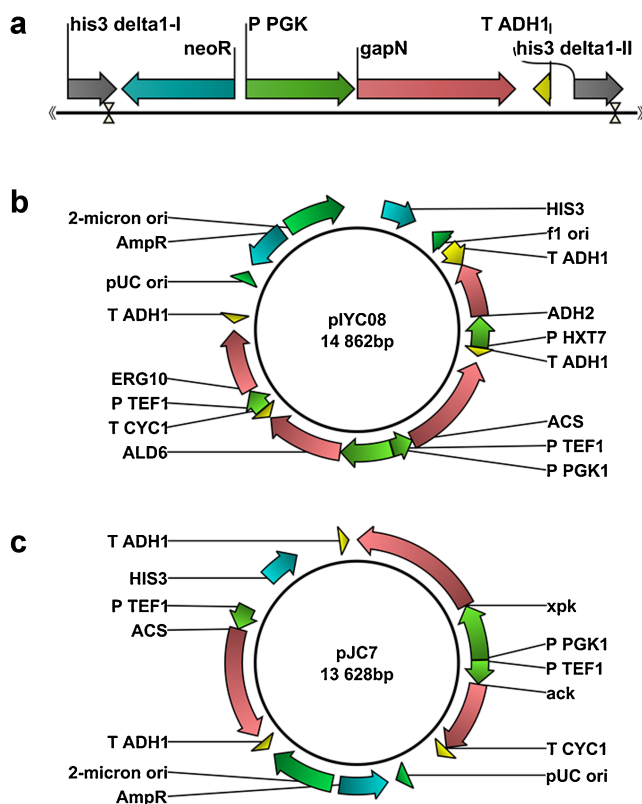 a
his3 delta1-I
P PGK
T ADH1
neoR
gapN
his3 delta1-II
b
2-micron ori
AmpR
pUC ori
T ADH1
ERG10
P TEF1
T CYC1
ALD6
pIYC08
14 862bp
HIS3
f1 ori
T ADH1
ADH2
P HXT7
T ADH1
ACS
P TEF1
P PGK1
c
T ADH1
HIS3
P TEF1
ACS
T ADH1
2-micron ori
AmpR
pJC7
13 628bp
xpk
P PGK1
P TEF1
ack
T CYC1
pUC ori